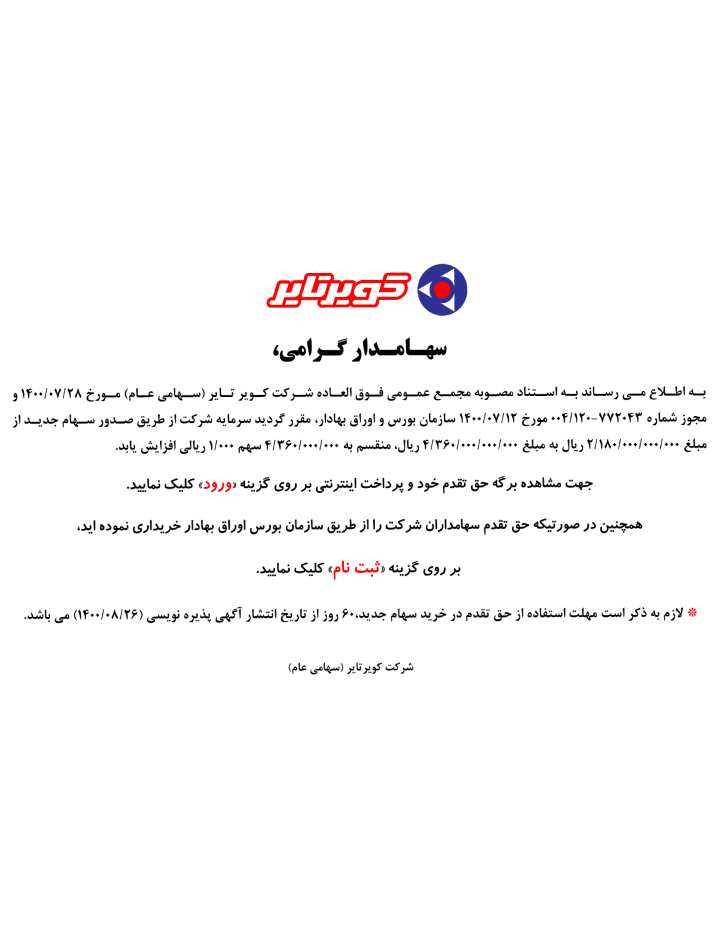 کویرتایر
سهامدار گرامی،
به اطلاع می رساند به استناد مصوبه مجمع عمومی فوق العاده شرکت کویر تایر (سهامی عام) مورخ ۱۴۰۰/۰۷/۲۸ و
مجوز شماره ۷۷۲۰۴۳-۰۰۴/۱۲۰ مورخ ۱۴۰۰/۰۷/۱۲ سازمان بورس و اوراق بهادار، مقرر گردید سرمایه شرکت از طریق صدور سهام جدید از
مبلغ ۲/۱۸۰/۰۰۰/۰۰۰/۰۰۰ ریال به مبلغ ۴/۳۶۰/۰۰۰/۰۰۰/۰۰۰ ریال، منقسم به ۴/۳۶۰/۰۰۰/۰۰۰ سهم ۱/۰۰۰ ریالی افزایش یابد.
جهت مشاهده برگه حق تقدم خود و پرداخت اینترنتی بر روی گزینه «ورود» کلیک نمایید.
همچنین در صورتیکه حق تقدم سهامداران شرکت را از طریق سازمان بورس اوراق بهادار خریداری نموده اید،
بر روی گزینه «ثبت نام» کلیک نمایید.
* لازم به ذکر است مهلت استفاده از حق تقدم در خرید سهام جدید،۶۰ روز از تاریخ انتشار آگهی پذیره نویسی (۱۴۰۰/۰۸/۲۶) می باشد.
شرکت کویرتایر (سهامی عام)